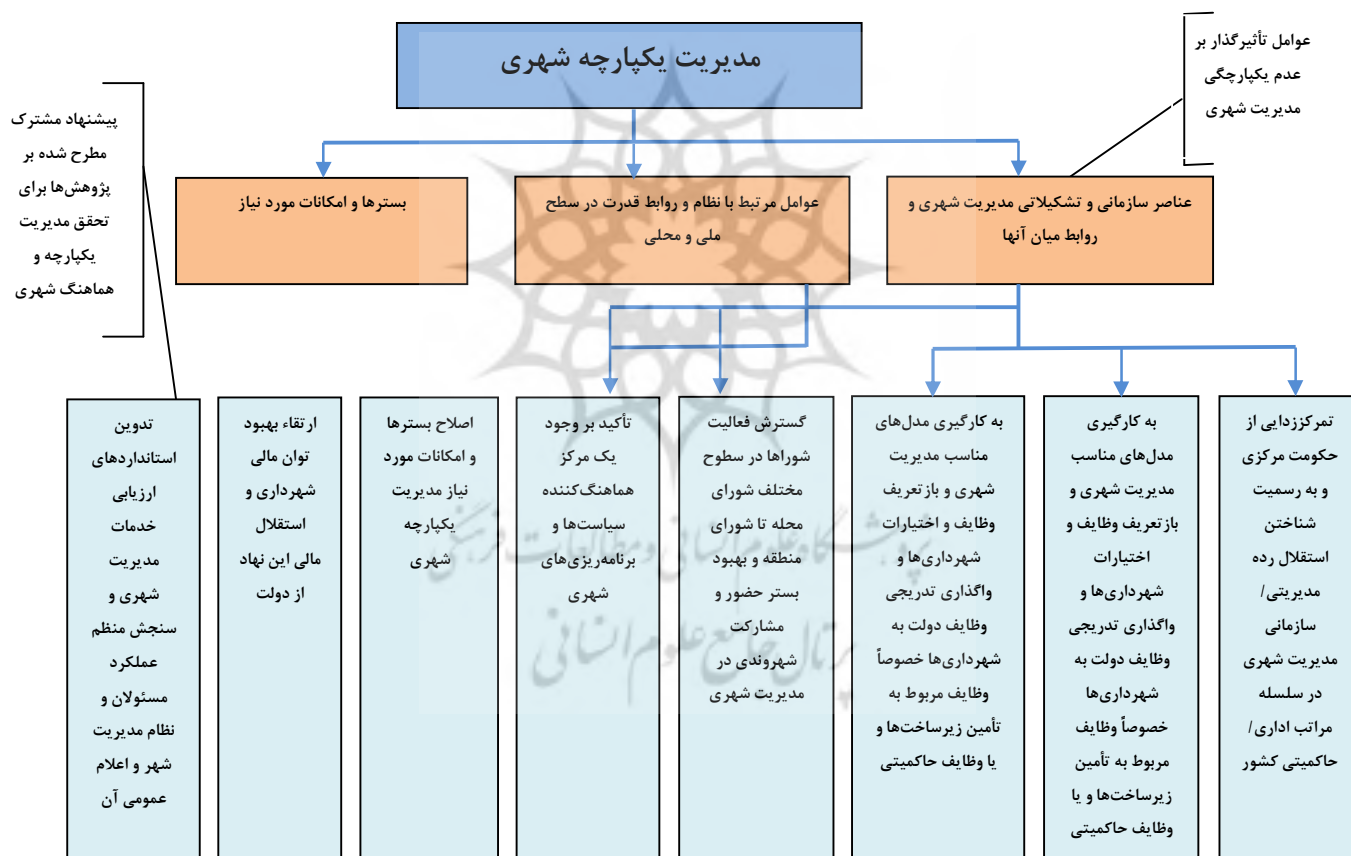 مدیریت یکپارچه شهری
عوامل تأثیرگذار بر
عدم یکپارچگی
مدیریت شهری
پیشنهاد مشترک
مطرح شده بر
پژوهش‌ها برای
تحقق مدیریت
یکپارچه و
هماهنگ شهری
عناصر سازمانی و تشکیلاتی مدیریت شهری و
روابط میان آنها
عوامل مرتبط با نظام و روابط قدرت در سطح
ملی و محلی
بسترها و امکانات مورد نیاز
تمرکززدایی از
حکومت مرکزی
و به رسمیت
شناختن
استقلال رده
مدیریتی/
سازمانی
مدیریت شهری
در سلسله
مراتب اداری/
حاکمیتی کشور
به کارگیری
مدل‌های مناسب
مدیریت شهری و
بازتعریف وظایف و
اختیارات
شهرداری‌ها و
واگذاری تدریجی
وظایف دولت به
شهرداری‌ها
خصوصاً وظایف
مربوط به تأمین
زیرساخت‌ها و یا
وظایف حاکمیتی
به کارگیری مدل‌های
مناسب مدیریت
شهری و بازتعریف
وظایف و اختیارات
شهرداری‌ها و
واگذاری تدریجی
وظایف دولت به
شهرداری‌ها خصوصاً
وظایف مربوط به
تأمین زیرساخت‌ها و
یا وظایف حاکمیتی
گسترش فعالیت
شوراها در سطوح
مختلف شورای
محله تا شورای
منطقه و بهبود
بستر حضور و
مشارکت
شهروندی در
مدیریت شهری
تأکید بر وجود
یک مرکز
هماهنگ‌کننده
سیاست‌ها و
برنامه‌ریزی‌های
شهری
اصلاح بسترها
و امکانات مورد
نیاز مدیریت
یکپارچه
شهری
ارتقاء بهبود
توان مالی
شهرداری و
استقلال
مالی این نهاد
از دولت
تدوین
استانداردهای
ارزیابی
خدمات
مدیریت
شهری و
سنجش منظم
عملکرد
مسئولان و
نظام مدیریت
شهر و اعلام
عمومی آن
پژوهشگاه علوم انسانی و مطالعات فرهنگی
پرتال جامع علوم انسانی